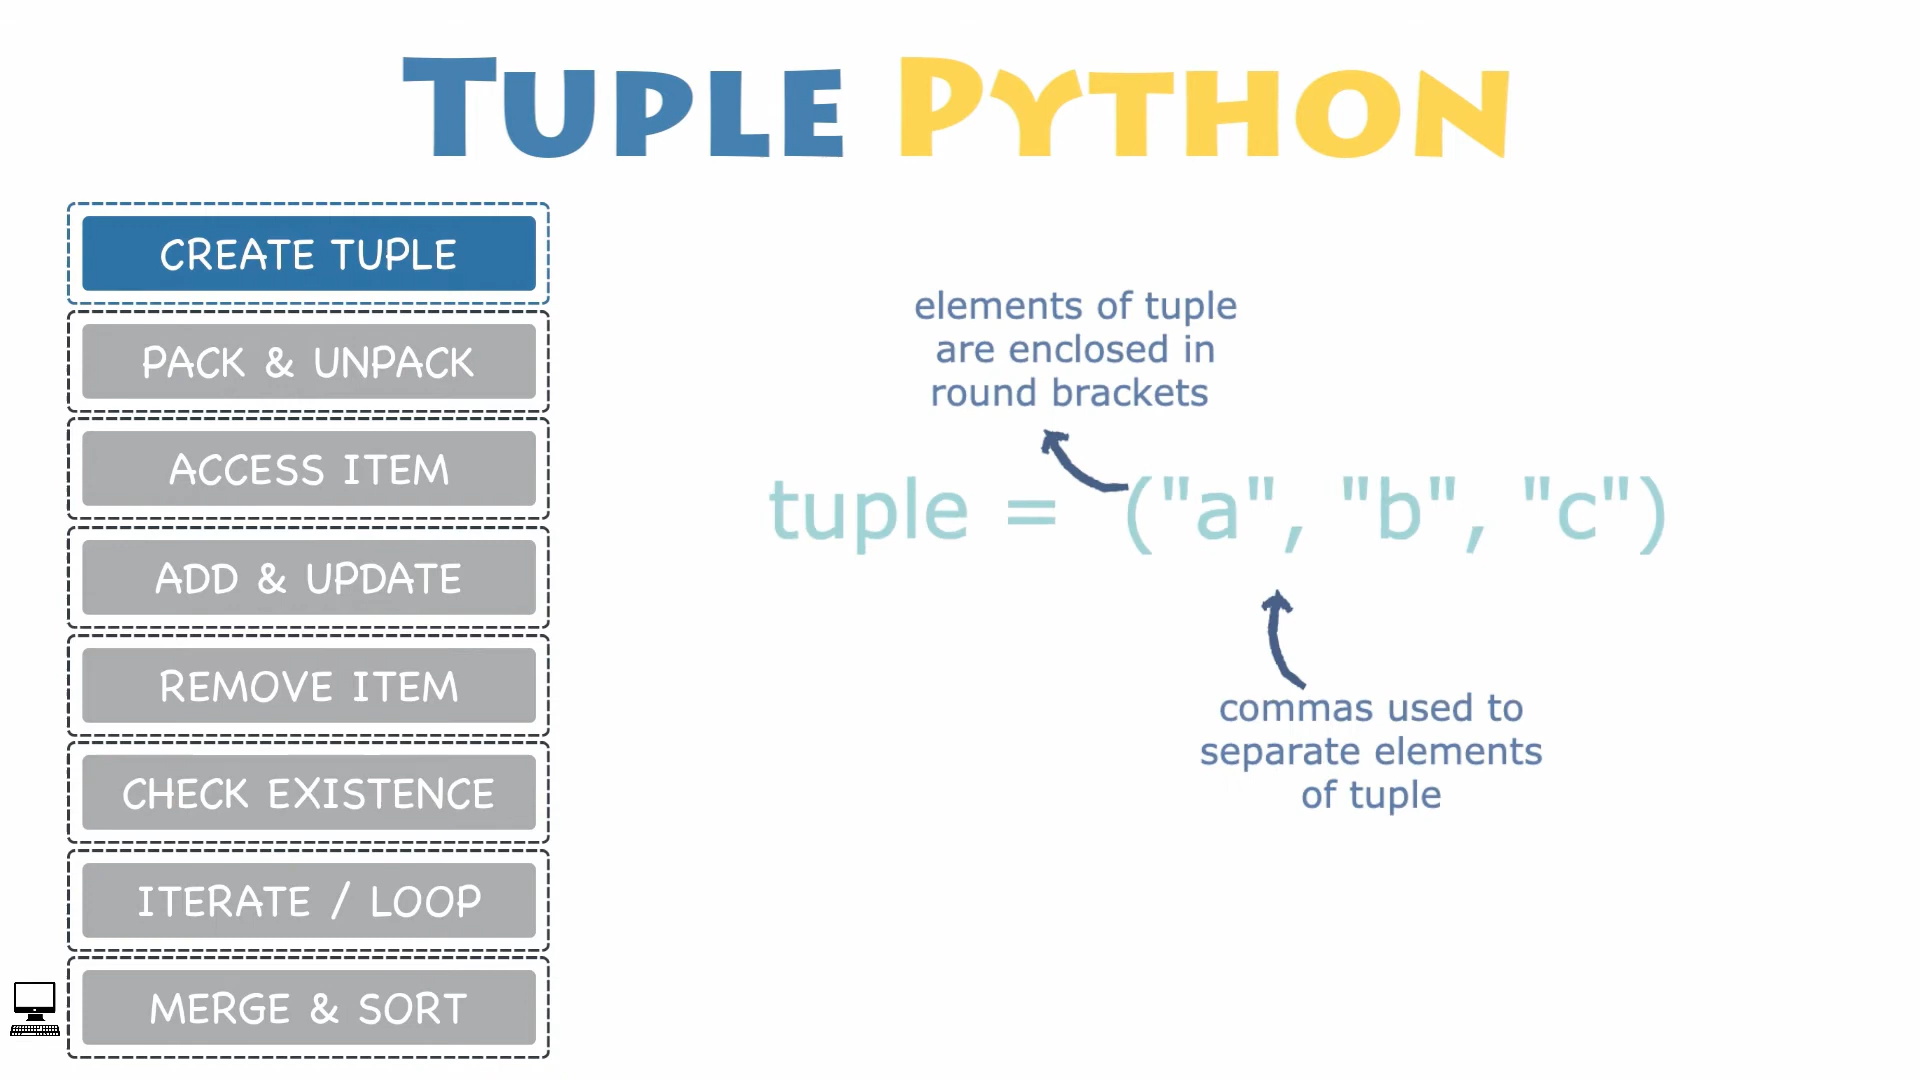 TUPLE PYTHON
CREATE TUPLE
PACK & UNPACK
ACCESS ITEM
ADD & UPDATE
REMOVE ITEM
CHECK EXISTENCE
ITERATE / LOOP
MERGE & SORT
elements of tuple
are enclosed in
round brackets
tuple = ("a", "b", "c")
commas used to
separate elements
of tuple